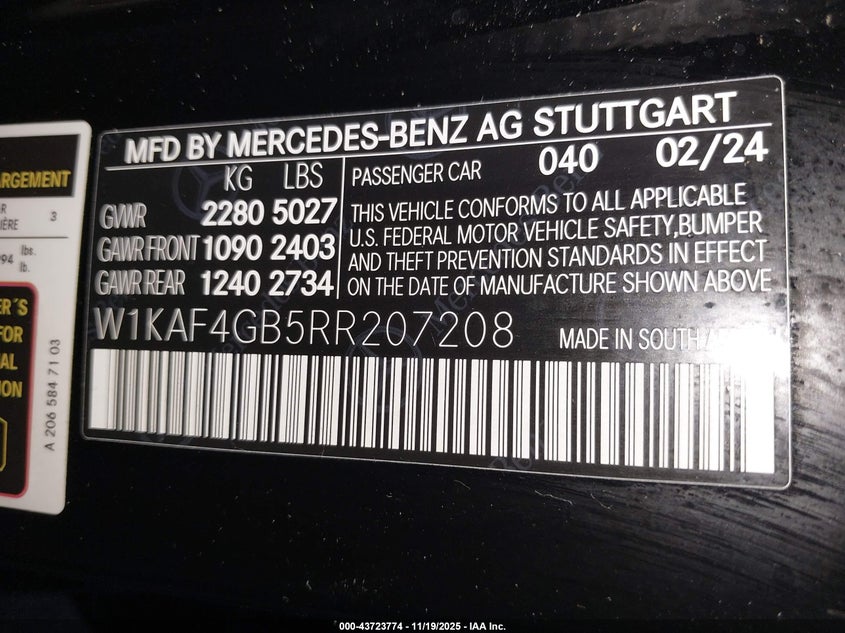 MFD BY MERCEDES-BENZ AG STUTTGART
KG LBS
GVWR 2280 5027
GAWR FRONT 1090 2403
GAWR REAR 1240 2734
PASSENGER CAR 040 02/24
THIS VEHICLE CONFORMS TO ALL APPLICABLE
U.S. FEDERAL MOTOR VEHICLE SAFETY, BUMPER
AND THEFT PREVENTION STANDARDS IN EFFECT
ON THE DATE OF MANUFACTURE SHOWN ABOVE
W1KAF4GB5RR207208
MADE IN SOUTH
ARGEMENT
3
lbs.
lb.
FOR
A 206 584 71 03
000-43723774 - 11/19/2025 - IAA Inc.